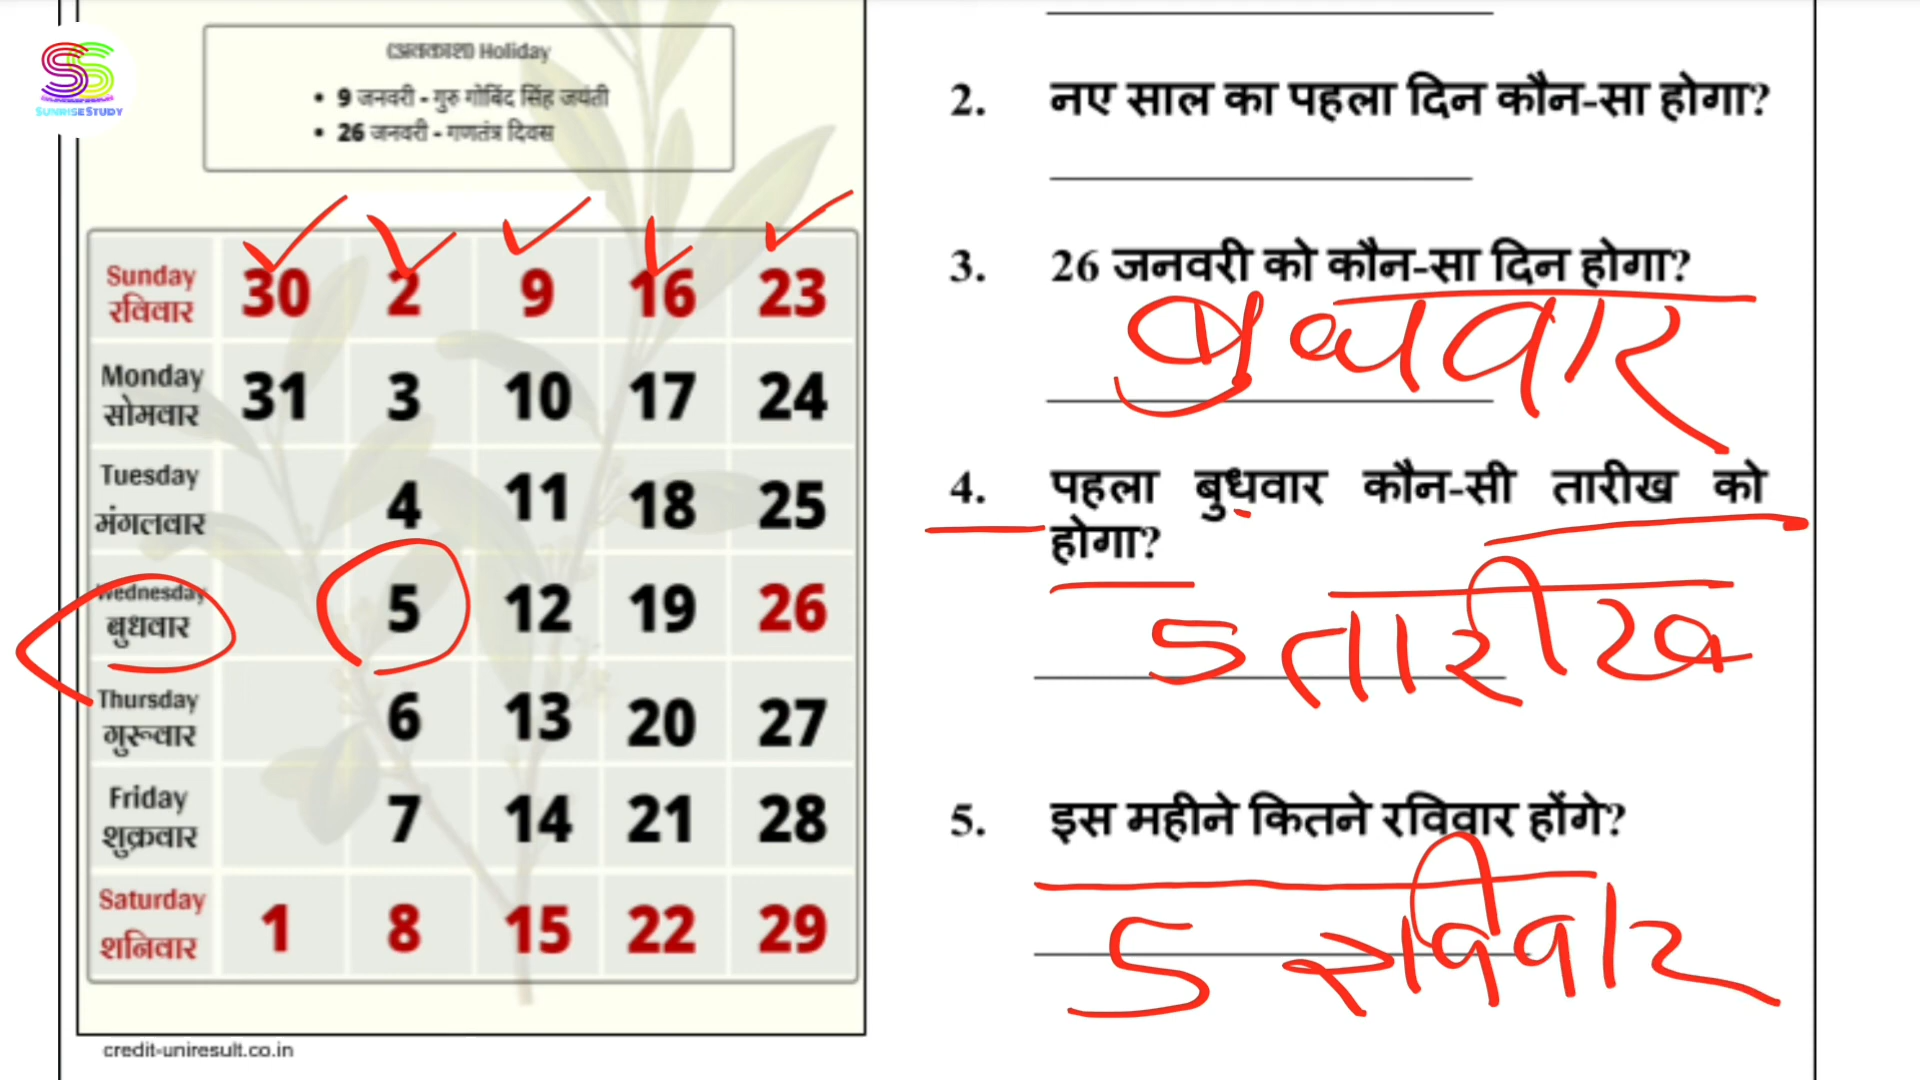 SS
SUNRISESTUDY
(अवकाश) Holiday
• 9 जनवरी - गुरु गोबिंद सिंह जयंती
• 26 जनवरी - गणतंत्र दिवस
Sunday रविवार 30 2 9 16 23
Monday सोमवार 31 3 10 17 24
Tuesday मंगलवार 4 11 18 25
Wednesday बुधवार 5 12 19 26
Thursday गुरूवार 6 13 20 27
Friday शुक्रवार 7 14 21 28
Saturday शनिवार 1 8 15 22 29
credit-uniresult.co.in
2. नए साल का पहला दिन कौन-सा होगा?
3. 26 जनवरी को कौन-सा दिन होगा?
बुधवार
4. पहला बुधवार कौन-सी तारीख को
होगा?
5 तारीख
5. इस महीने कितने रविवार होंगे?
5 रविवार